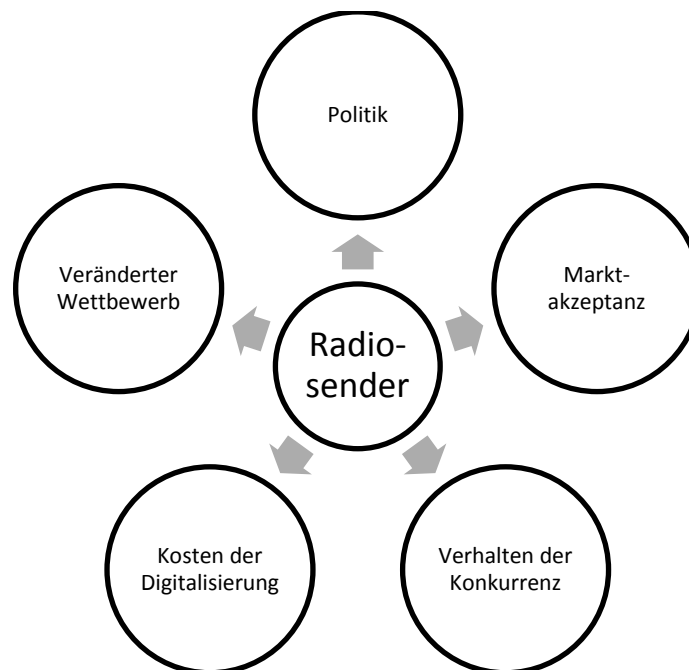 Politik
Veränderter
Wettbewerb
Markt-
akzeptanz
Radio-
sender
Kosten der
Digitalisierung
Verhalten der
Konkurrenz